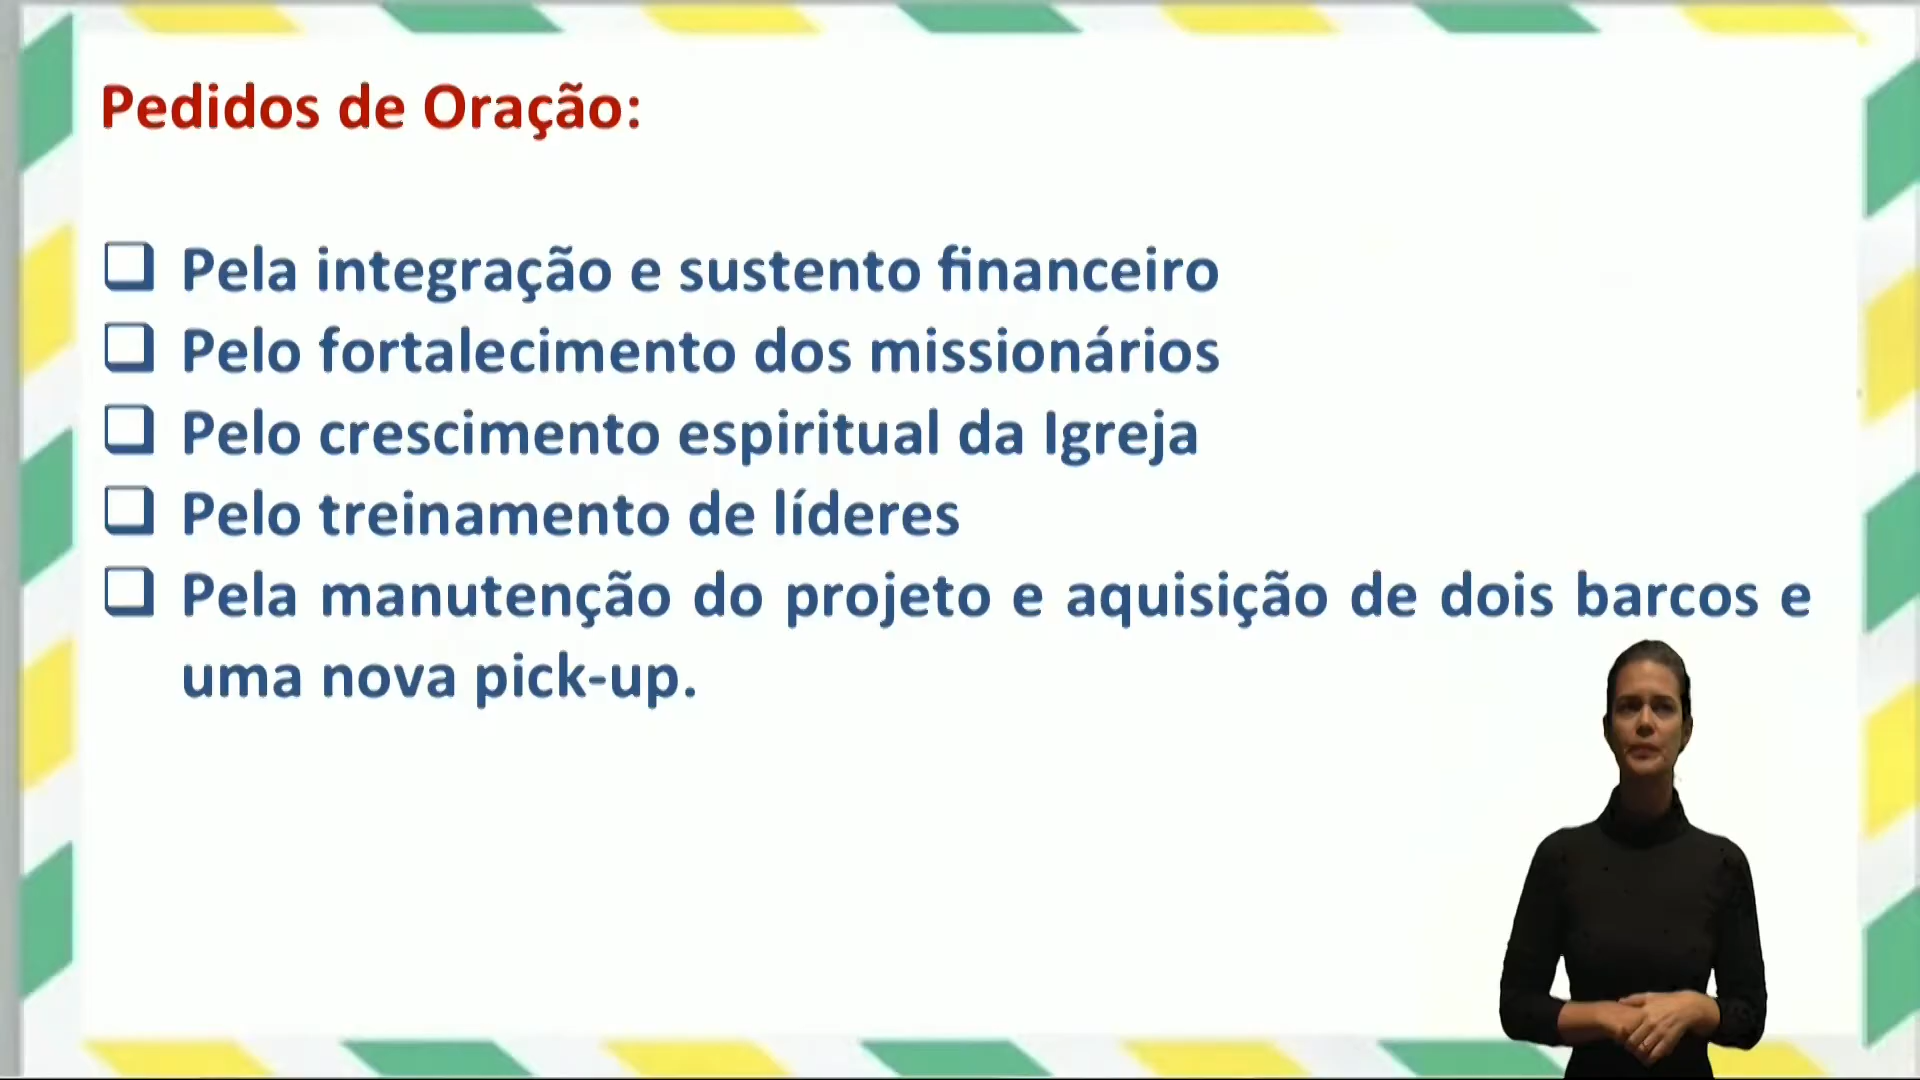 Pedidos de Oração:
Pela integração e sustento financeiro
Pelo fortalecimento dos missionários
Pelo crescimento espiritual da Igreja
Pelo treinamento de líderes
Pela manutenção do projeto e aquisição de dois barcos e
uma nova pick-up.